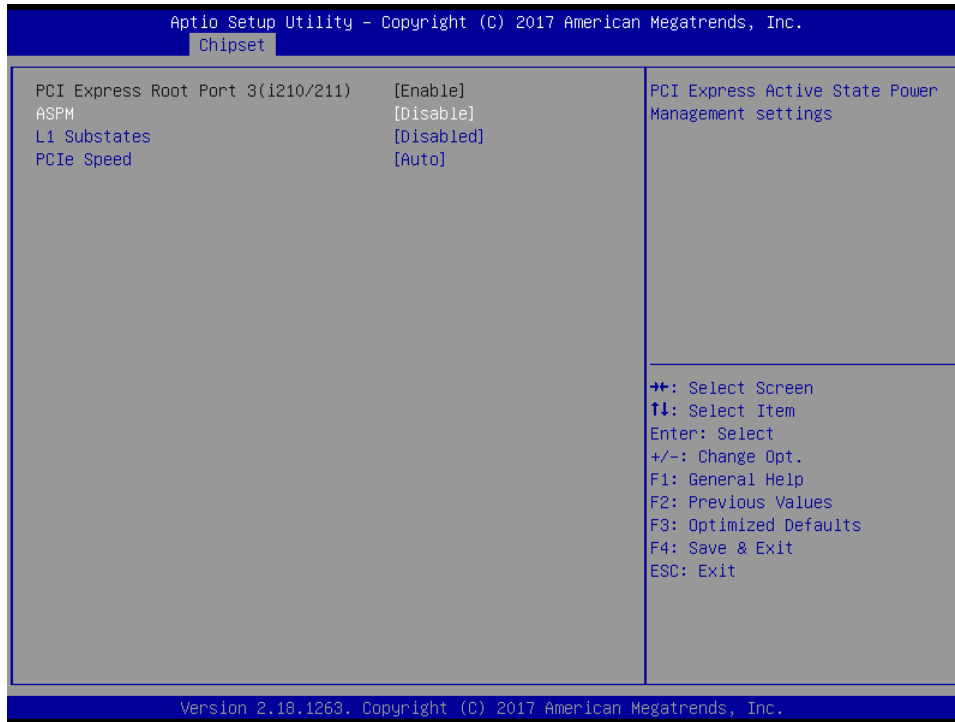 Aptio Setup Utility – Copyright (C) 2017 American Megatrends, Inc.
Chipset
PCI Express Root Port 3(i210/211) [Enable]
ASPM [Disable]
L1 Substates [Disabled]
PCIe Speed [Auto]
PCI Express Active State Power
Management settings
→←: Select Screen
↑↓: Select Item
Enter: Select
+/-: Change Opt.
F1: General Help
F2: Previous Values
F3: Optimized Defaults
F4: Save & Exit
ESC: Exit
Version 2.18.1263. Copyright (C) 2017 American Megatrends, Inc.